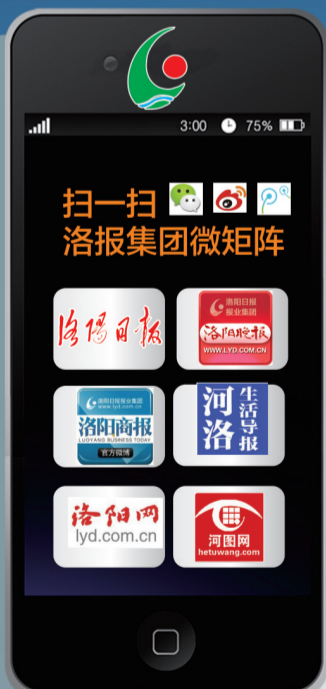 3:00 75%
扫一扫
洛报集团微矩阵
洛阳日报
洛阳日报
报业集团
洛阳晚报
WWW.LYD.COM.CN
洛阳日报报业集团
www.lyd.com.cn
洛阳商报
LUOYANG BUSINESS TODAY
官方微博
河洛
生活导报
洛阳网
lyd.com.cn
河图网
hetuwang.com